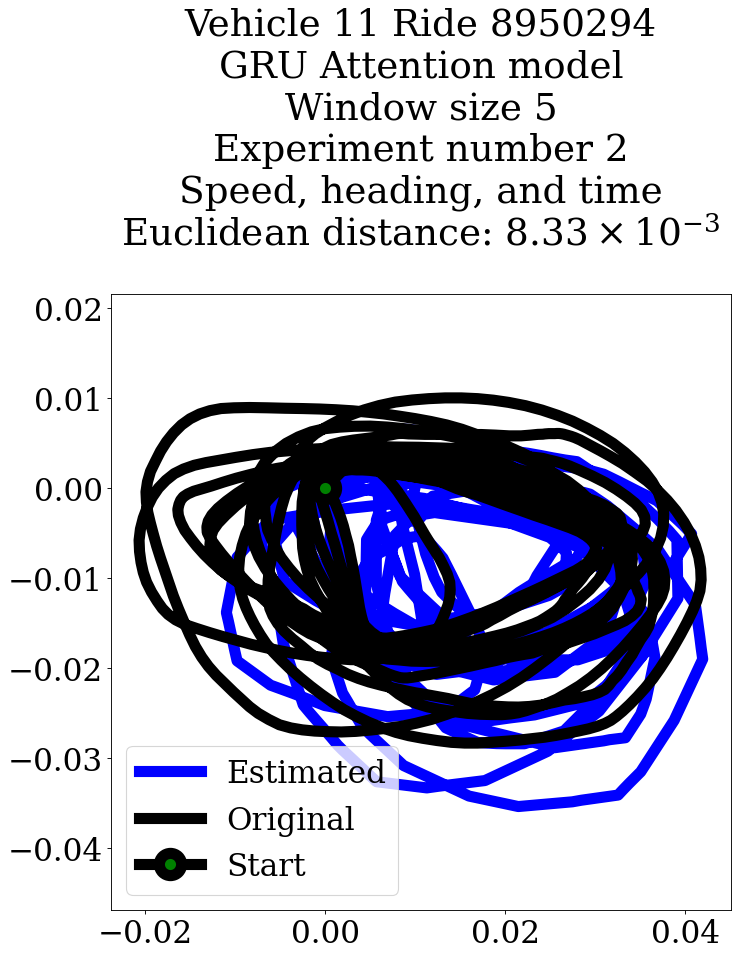 Vehicle 11 Ride 8950294
GRU Attention model
Window size 5
Experiment number 2
Speed, heading, and time
Euclidean distance: 8.33 × 10⁻³
0.02
0.01
0.00
−0.01
−0.02
−0.03
−0.04
Estimated
Original
Start
−0.02 0.00 0.02 0.04